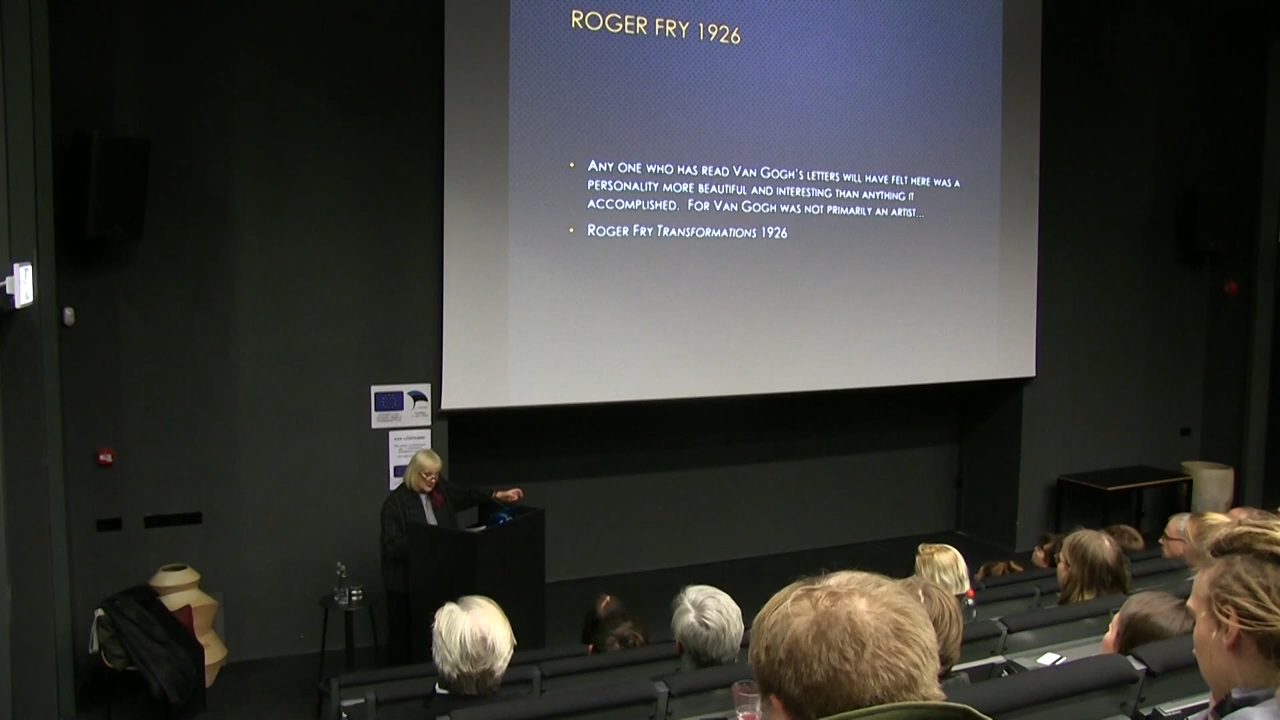 ROGER FRY 1926
• ANY ONE WHO HAS READ VAN GOGH'S LETTERS WILL HAVE FELT HERE WAS A
PERSONALITY MORE BEAUTIFUL AND INTERESTING THAN ANYTHING IT
ACCOMPLISHED. FOR VAN GOGH WAS NOT PRIMARILY AN ARTIST...
• ROGER FRY TRANSFORMATIONS 1926